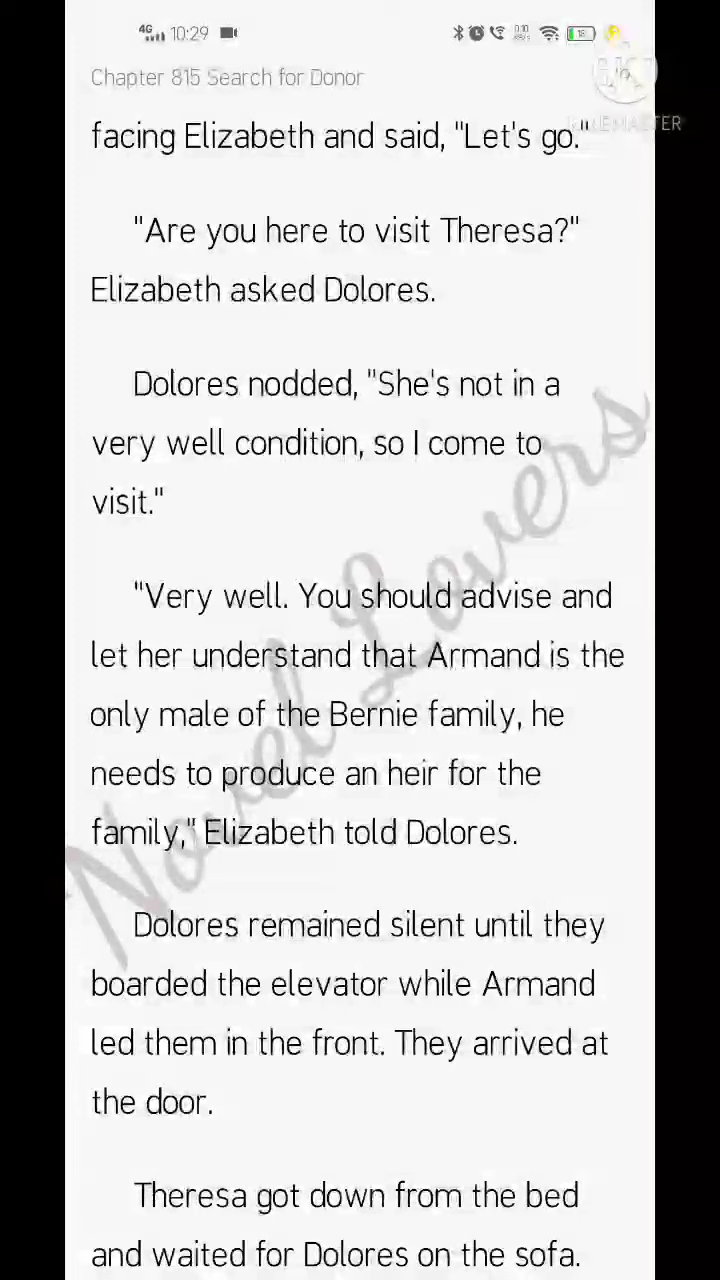 4G 10:29 18
Chapter 815 Search for Donor
KINEMASTER
facing Elizabeth and said, "Let's go."
"Are you here to visit Theresa?"
Elizabeth asked Dolores.
Dolores nodded, "She's not in a
very well condition, so I come to
visit."
"Very well. You should advise and
let her understand that Armand is the
only male of the Bernie family, he
needs to produce an heir for the
family," Elizabeth told Dolores.
Dolores remained silent until they
boarded the elevator while Armand
led them in the front. They arrived at
the door.
Theresa got down from the bed
and waited for Dolores on the sofa.
Novel Lovers